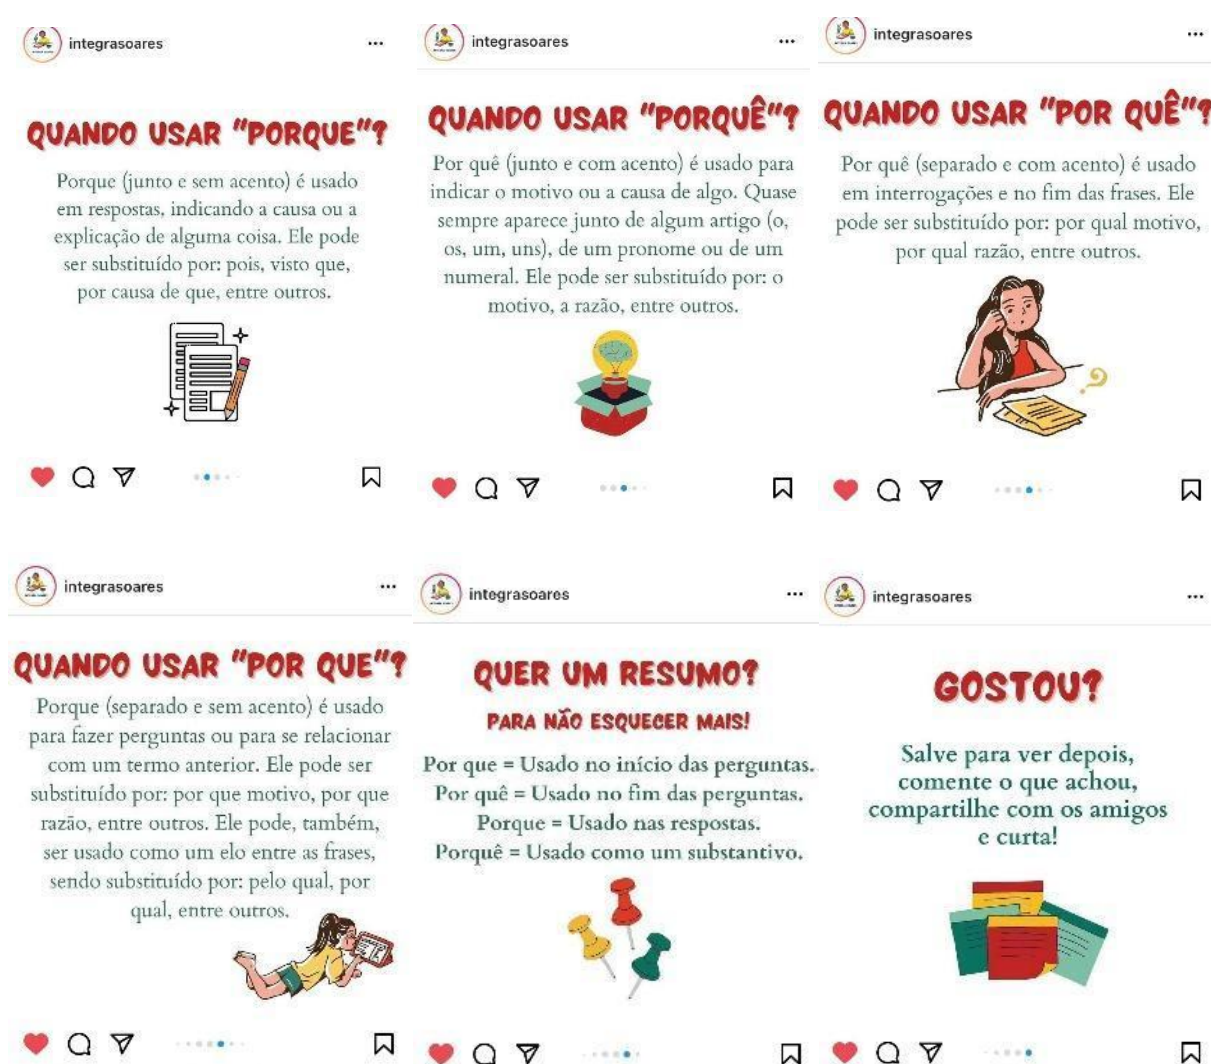 integrasoares
QUANDO USAR "PORQUE"?
Porque (junto e sem acento) é usado
em respostas, indicando a causa ou a
explicação de alguma coisa. Ele pode
ser substituído por: pois, visto que,
por causa de que, entre outros.
integrasoares
QUANDO USAR "PORQUÊ"?
Por quê (junto e com acento) é usado para
indicar o motivo ou a causa de algo. Quase
sempre aparece junto de algum artigo (o,
os, um, uns), de um pronome ou de um
numeral. Ele pode ser substituído por: o
motivo, a razão, entre outros.
integrasoares
QUANDO USAR "POR QUÊ"?
Por quê (separado e com acento) é usado
em interrogações e no fim das frases. Ele
pode ser substituído por: por qual motivo,
por qual razão, entre outros.
integrasoares
QUANDO USAR "POR QUE"?
Porque (separado e sem acento) é usado
para fazer perguntas ou para se relacionar
com um termo anterior. Ele pode ser
substituído por: por que motivo, por que
razão, entre outros. Ele pode, também,
ser usado como um elo entre as frases,
sendo substituído por: pelo qual, por
qual, entre outros.
integrasoares
QUER UM RESUMO?
PARA NÃO ESQUECER MAIS!
Por que = Usado no início das perguntas.
Por quê = Usado no fim das perguntas.
Porque = Usado nas respostas.
Porquê = Usado como um substantivo.
integrasoares
GOSTOU?
Salve para ver depois,
comente o que achou,
compartilhe com os amigos
e curta!